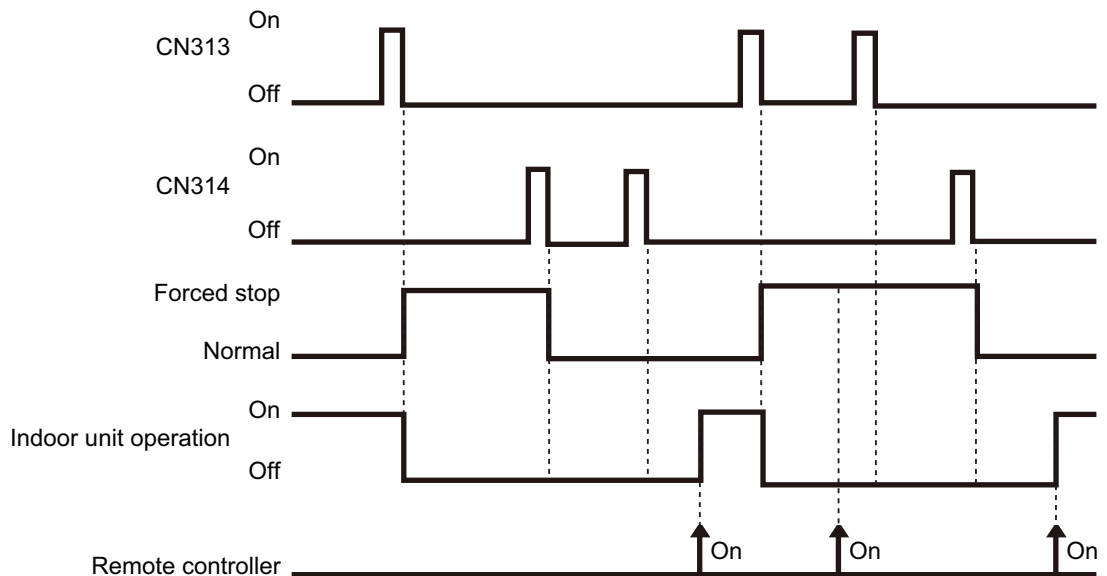 On
CN313
Off
On
CN314
Off
Forced stop
Normal
On
Indoor unit operation
Off
On
On
On
Remote controller